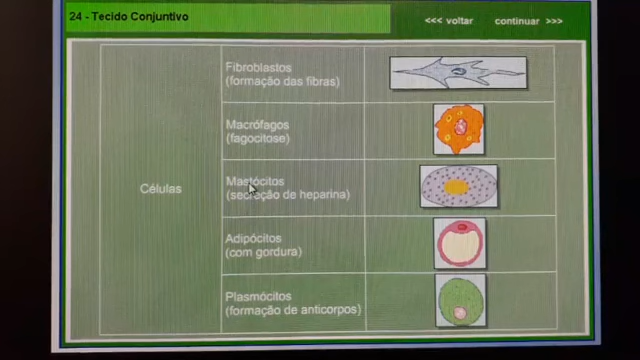 24 - Tecido Conjuntivo
<<< voltar
continuar >>>
Fibroblastos
(formação das fibras)
Macrófagos
(fagocitose)
Células
Mastócitos
(secreção de heparina)
Adipócitos
(com gordura)
Plasmócitos
(formação de anticorpos)